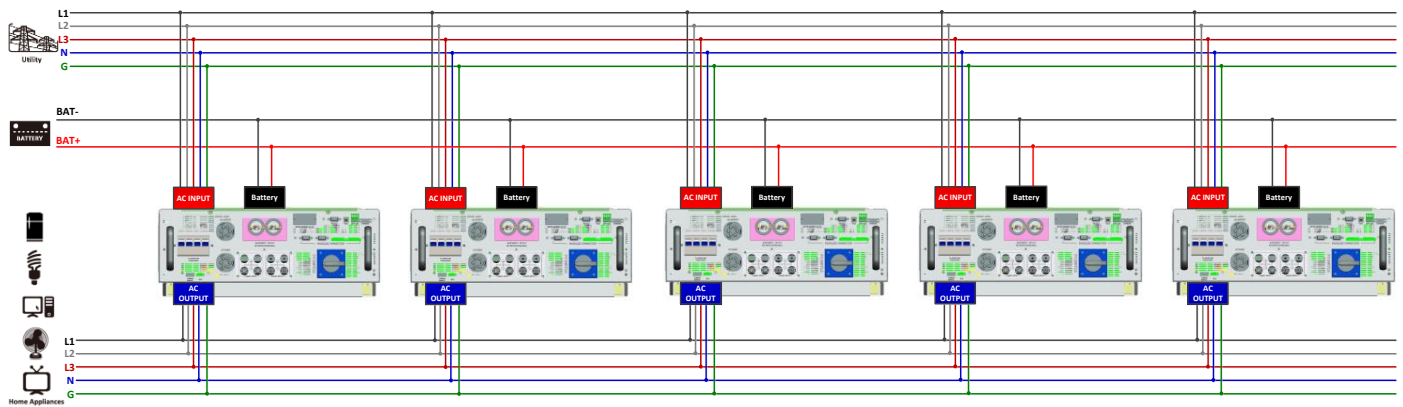 L1
L2
L3
N
G
Utility
BAT-
BAT+
BATTERY
AC INPUT
Battery
AC INPUT
Battery
AC INPUT
Battery
AC INPUT
Battery
AC INPUT
Battery
AC
OUTPUT
AC
OUTPUT
AC
OUTPUT
AC
OUTPUT
AC
OUTPUT
L1
L2
L3
N
G
Home Appliances